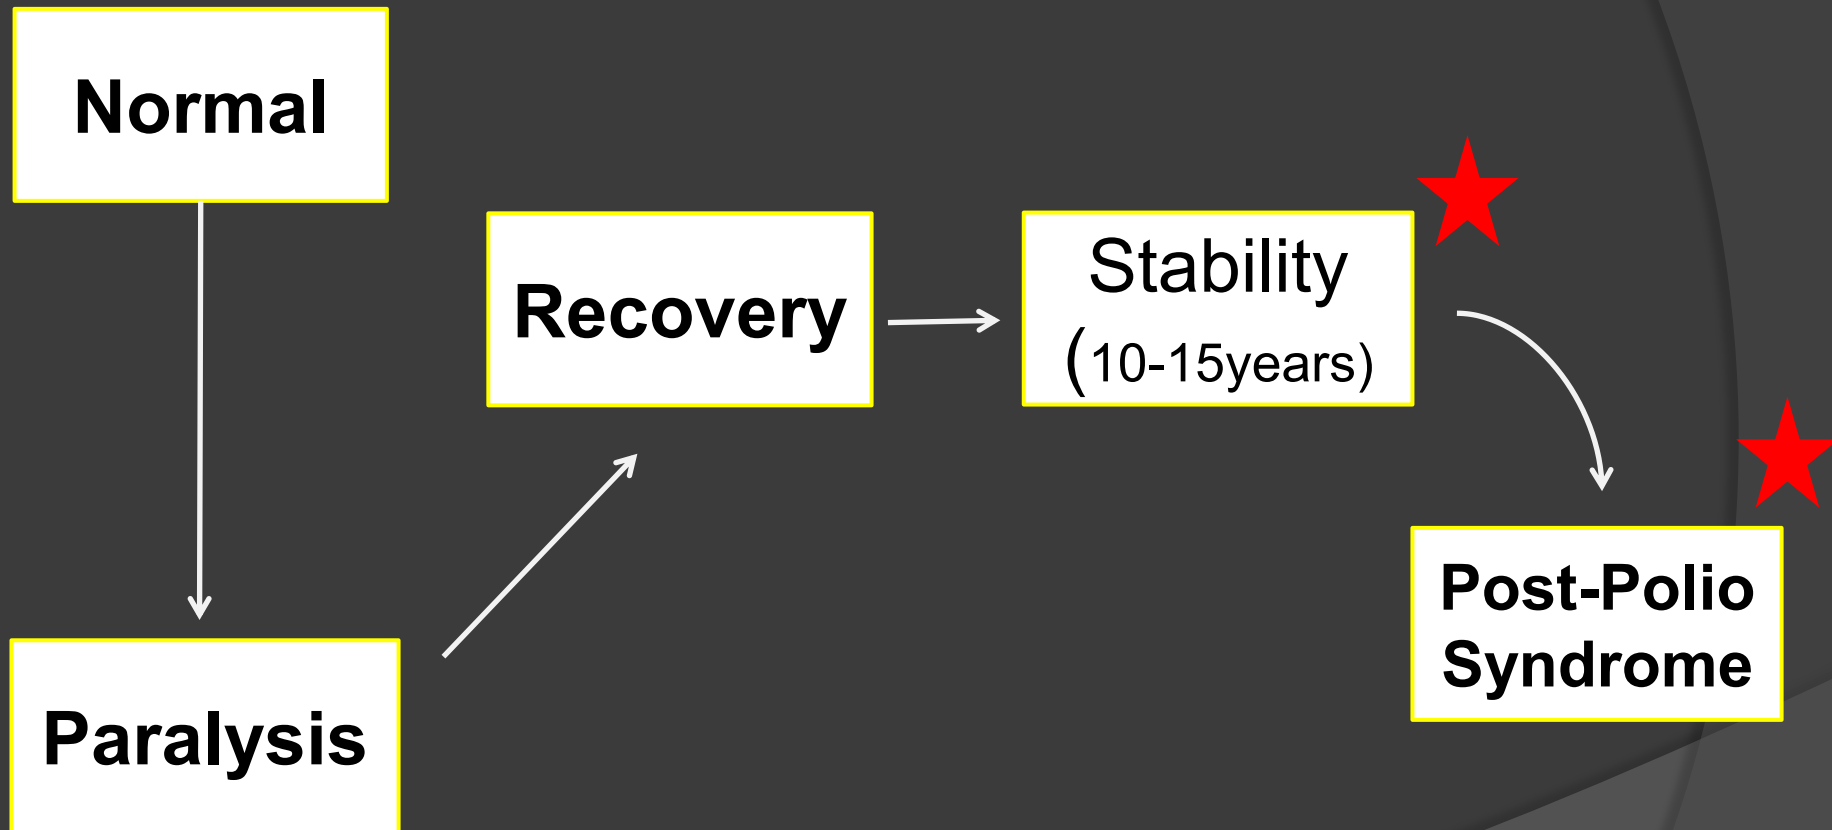 Normal
Recovery
Stability
(10-15years)
Post-Polio
Syndrome
Paralysis